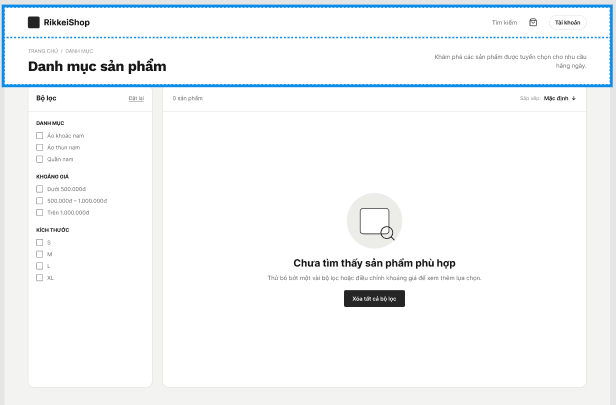 RikkeiShop
Tìm kiếm
Tài khoản
TRANG CHỦ / DANH MỤC
Danh mục sản phẩm
Khám phá các sản phẩm được tuyển chọn cho nhu cầu
hằng ngày.
Bộ lọc
Đặt lại
DANH MỤC
Áo khoác nam
Áo thun nam
Quần nam
KHOẢNG GIÁ
Dưới 500.000đ
500.000đ – 1.000.000đ
Trên 1.000.000đ
KÍCH THƯỚC
S
M
L
XL
0 sản phẩm
Sắp xếp: Mặc định ↓
Chưa tìm thấy sản phẩm phù hợp
Thử bỏ bớt một vài bộ lọc hoặc điều chỉnh khoảng giá để xem thêm lựa chọn.
Xóa tất cả bộ lọc